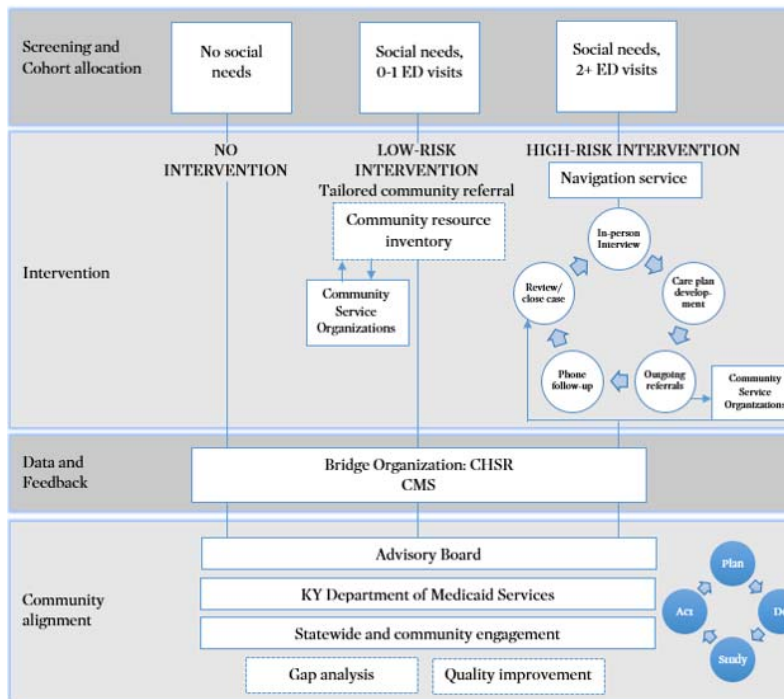 Screening and
Cohort allocation
No social
needs
Social needs,
0-1 ED visits
Social needs,
2+ ED visits
Intervention
NO
INTERVENTION
LOW-RISK
INTERVENTION
Tailored community referral
Community resource
inventory
Community
Service
Organizations
HIGH-RISK INTERVENTION
Navigation service
In-person
Interview
Care plan
develop-
ment
Outgoing
referrals
Phone
follow-up
Review/
close case
Community
Service
Organizations
Data and
Feedback
Bridge Organization: CHSR
CMS
Community
alignment
Advisory Board
KY Department of Medicaid Services
Statewide and community engagement
Gap analysis
Quality improvement
Plan
Study
Act